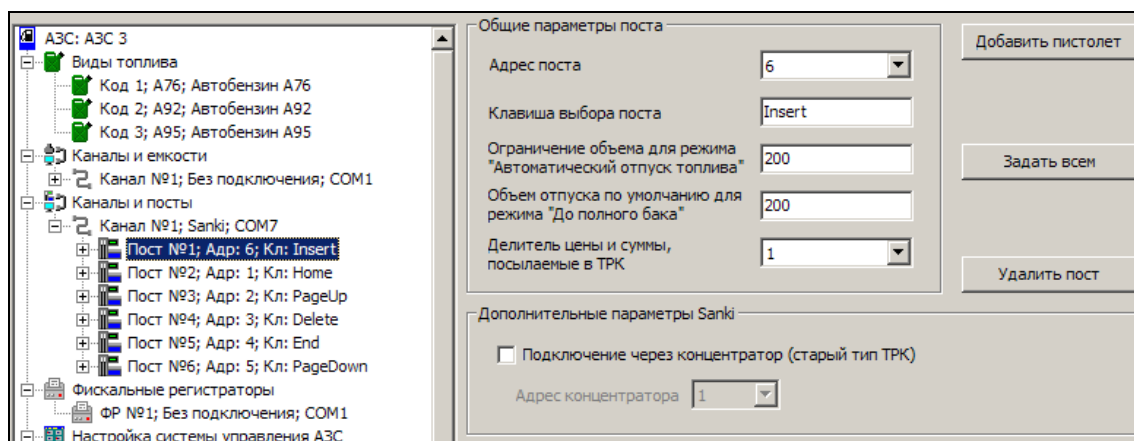 АЗС: АЗС 3
Виды топлива
Код 1; А76; Автобензин А76
Код 2; А92; Автобензин А92
Код 3; А95; Автобензин А95
Каналы и емкости
Канал №1; Без подключения; COM1
Каналы и посты
Канал №1; Sanki; COM7
Пост №1; Адр: 6; Кл: Insert
Пост №2; Адр: 1; Кл: Home
Пост №3; Адр: 2; Кл: PageUp
Пост №4; Адр: 3; Кл: Delete
Пост №5; Адр: 4; Кл: End
Пост №6; Адр: 5; Кл: PageDown
Фискальные регистраторы
ФР №1; Без подключения; COM1
Настройка системы управления АЗС
Общие параметры поста
Адрес поста
6
Клавиша выбора поста
Insert
Ограничение объема для режима
"Автоматический отпуск топлива"
200
Объем отпуска по умолчанию для
режима "До полного бака"
200
Делитель цены и суммы,
посылаемые в ТРК
1
Дополнительные параметры Sanki
Подключение через концентратор (старый тип ТРК)
Адрес концентратора
1
Добавить пистолет
Задать всем
Удалить пост